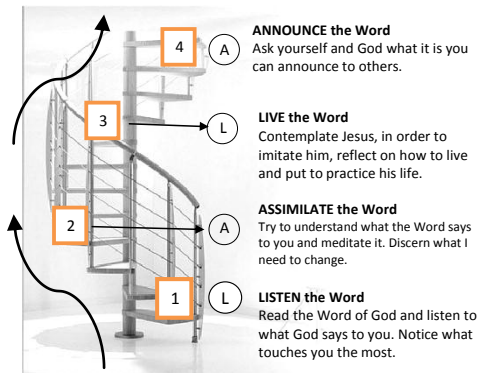 ANNOUNCE the Word
4
A
Ask yourself and God what it is you
can announce to others.
3
L
LIVE the Word
Contemplate Jesus, in order to
imitate him, reflect on how to live
and put to practice his life.
2
A
ASSIMILATE the Word
Try to understand what the Word says
to you and meditate it. Discern what I
need to change.
1
L
LISTEN the Word
Read the Word of God and listen to
what God says to you. Notice what
touches you the most.